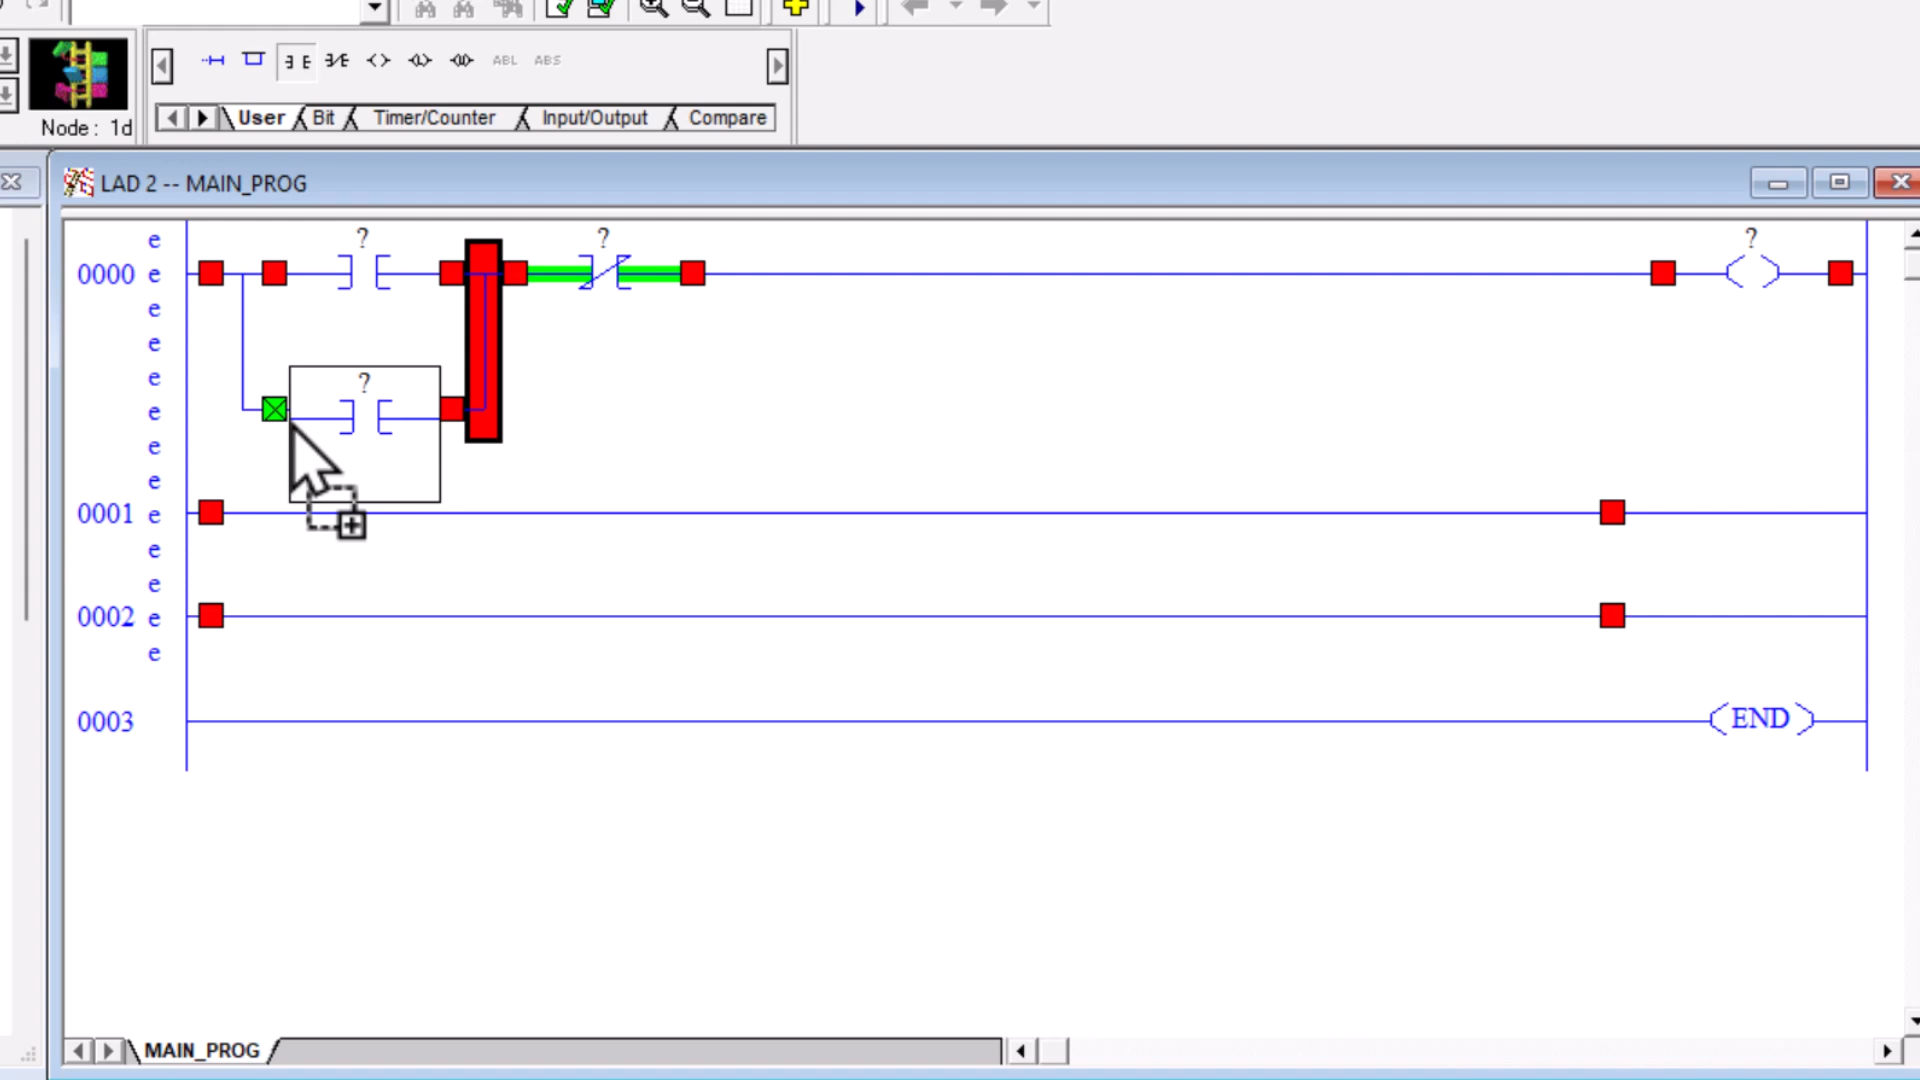 ABL ABS
Node : 1d
User Bit Timer/Counter Input/Output Compare
LAD 2 -- MAIN_PROG
e ? ? ?
0000 e
e
e
e ?
e
e
e
0001 e
e
e
0002 e
e
0003 END
MAIN_PROG